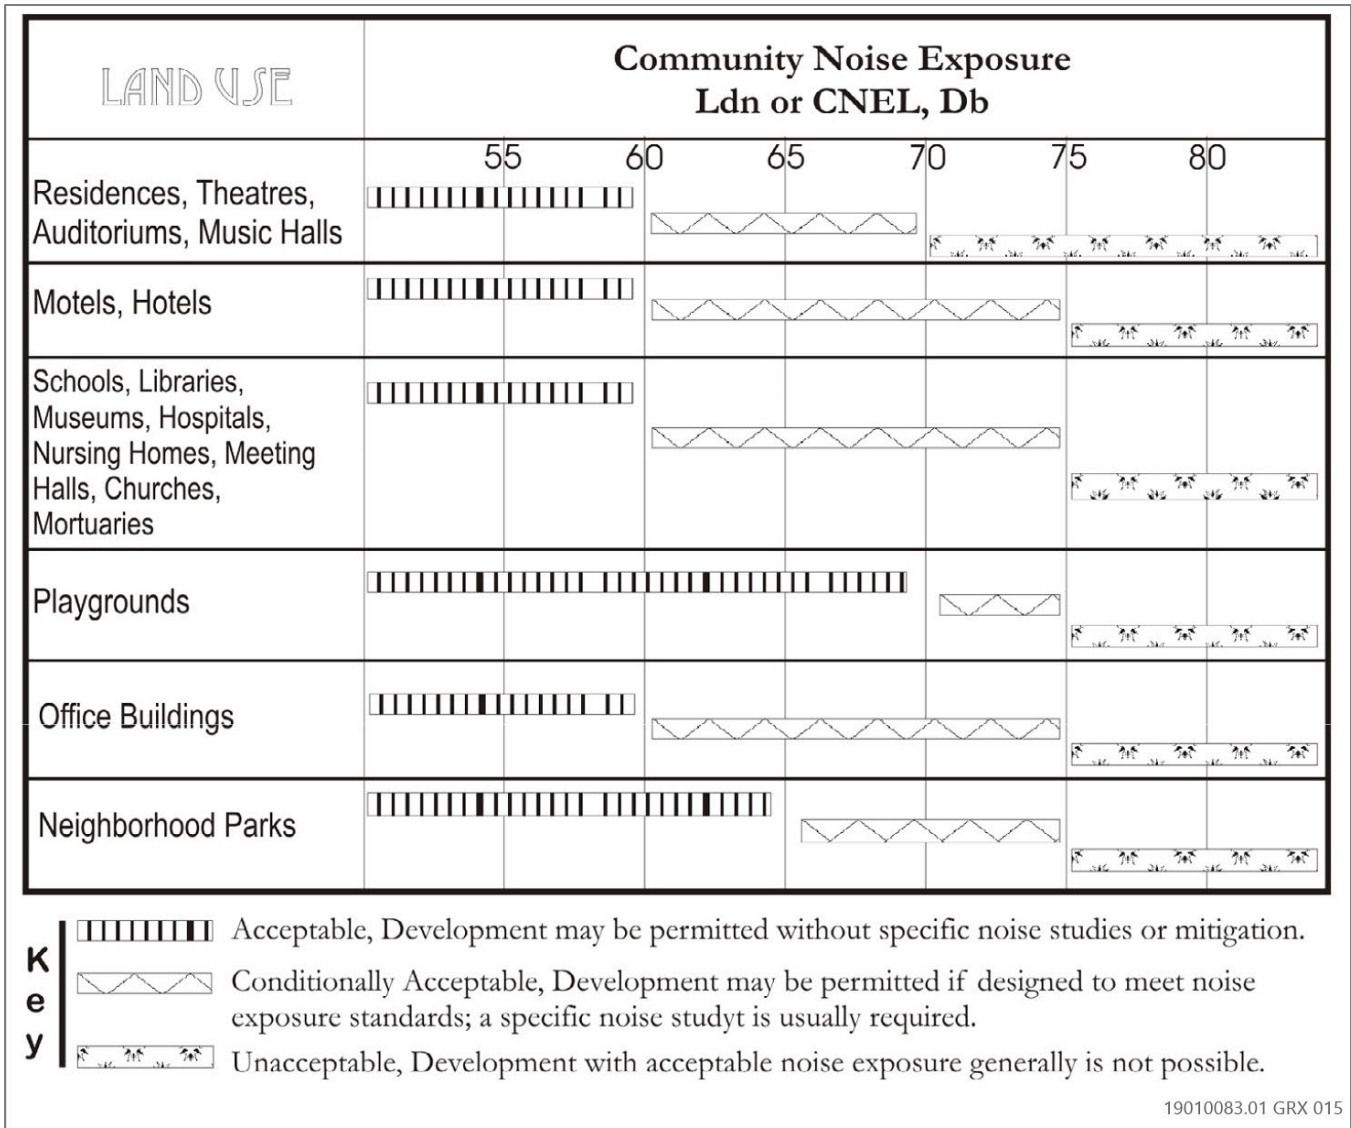 LAND USE
Community Noise Exposure
Ldn or CNEL, Db
55 60 65 70 75 80
Residences, Theatres,
Auditoriums, Music Halls
Motels, Hotels
Schools, Libraries,
Museums, Hospitals,
Nursing Homes, Meeting
Halls, Churches,
Mortuaries
Playgrounds
Office Buildings
Neighborhood Parks
Key
Acceptable, Development may be permitted without specific noise studies or mitigation.
Conditionally Acceptable, Development may be permitted if designed to meet noise
exposure standards; a specific noise studyt is usually required.
Unacceptable, Development with acceptable noise exposure generally is not possible.
19010083.01 GRX 015